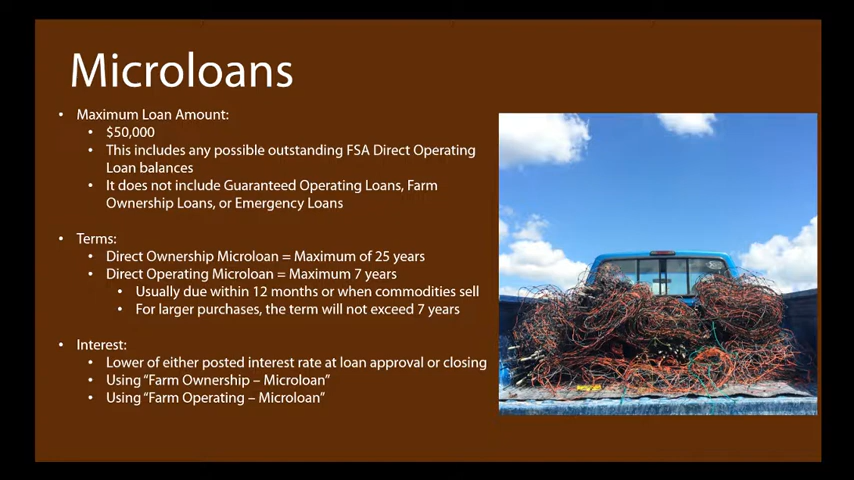 Microloans
• Maximum Loan Amount:
• $50,000
• This includes any possible outstanding FSA Direct Operating
Loan balances
• It does not include Guaranteed Operating Loans, Farm
Ownership Loans, or Emergency Loans
• Terms:
• Direct Ownership Microloan = Maximum of 25 years
• Direct Operating Microloan = Maximum 7 years
• Usually due within 12 months or when commodities sell
• For larger purchases, the term will not exceed 7 years
• Interest:
• Lower of either posted interest rate at loan approval or closing
• Using “Farm Ownership – Microloan”
• Using “Farm Operating – Microloan”